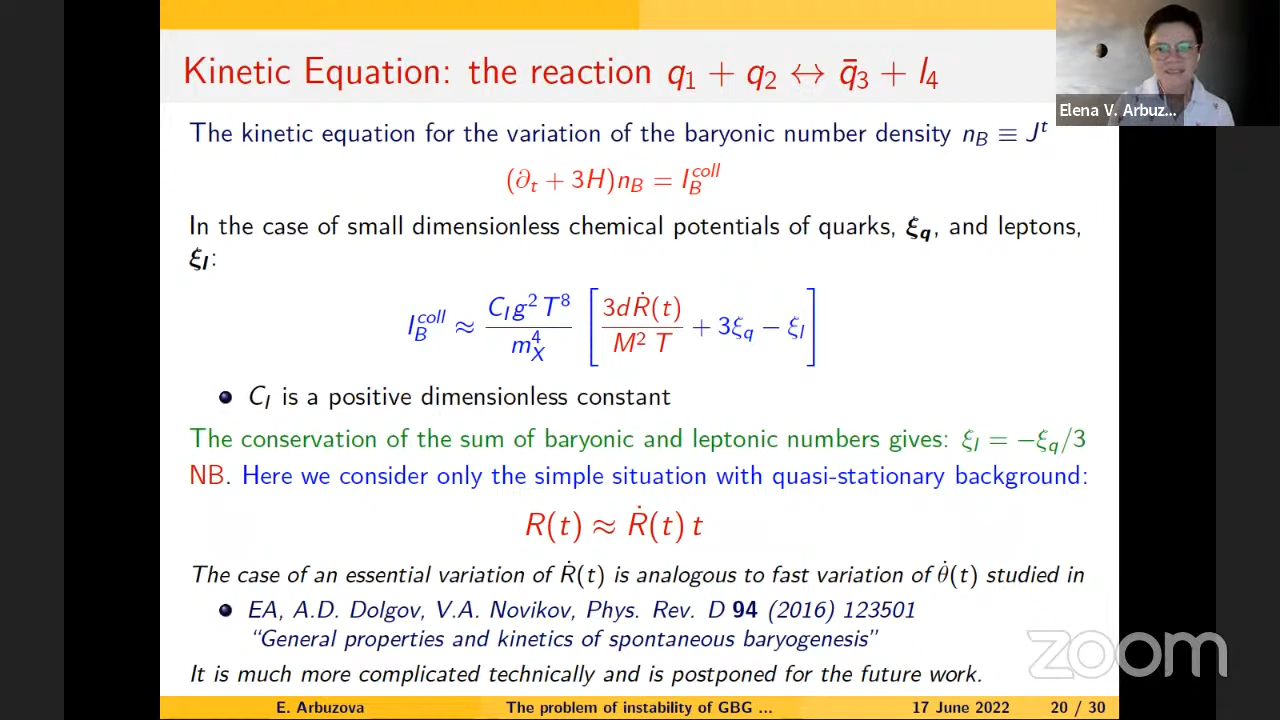 Kinetic Equation: the reaction q₁ + q₂ ↔ q̄₃ + l₄
Elena V. Arbuz...
The kinetic equation for the variation of the baryonic number density n_B ≡ J^t
(∂_t + 3H)n_B = I_B^coll
In the case of small dimensionless chemical potentials of quarks, ξ_q, and leptons,
ξ_l:
I_B^coll ≈ \frac{C_I g² T⁸}{m_X^4} [ \frac{3dṘ(t)}{M² T} + 3ξ_q − ξ_l ]
• C_I is a positive dimensionless constant
The conservation of the sum of baryonic and leptonic numbers gives: ξ_l = −ξ_q/3
NB. Here we consider only the simple situation with quasi-stationary background:
R(t) ≈ Ṙ(t) t
The case of an essential variation of Ṙ(t) is analogous to fast variation of θ̇(t) studied in
• EA, A.D. Dolgov, V.A. Novikov, Phys. Rev. D 94 (2016) 123501
“General properties and kinetics of spontaneous baryogenesis”
It is much more complicated technically and is postponed for the future work.
zoom
E. Arbuzova The problem of instability of GBG ... 17 June 2022 20 / 30